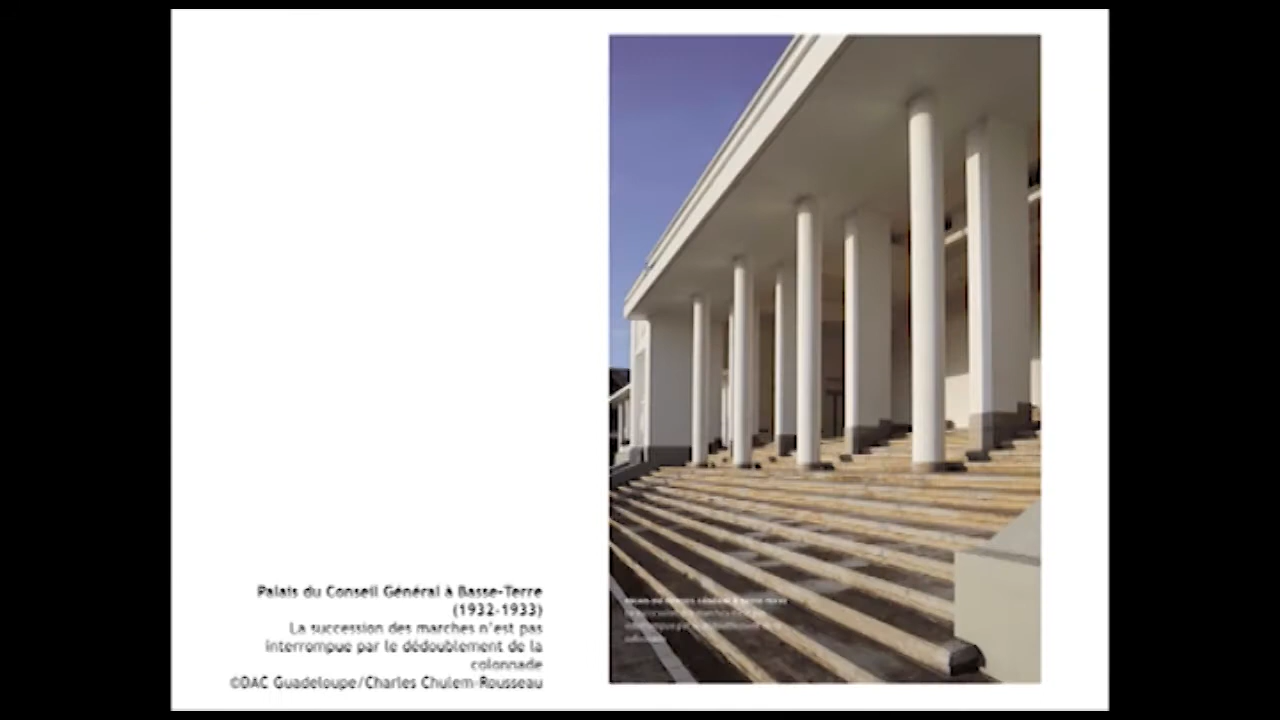 Palais du Conseil Général à Basse-Terre
(1932-1933)
La succession des marches n'est pas
interrompue par le dédoublement de la
colonnade
©DAC Guadeloupe/Charles Chulem-Rousseau